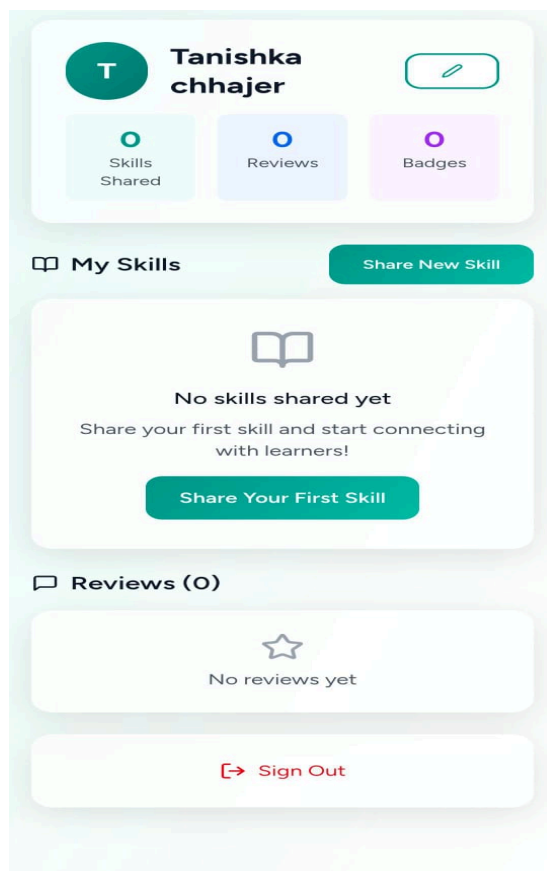 T
Tanishka
chhajer
0
Skills
Shared
0
Reviews
0
Badges
My Skills
Share New Skill
No skills shared yet
Share your first skill and start connecting
with learners!
Share Your First Skill
Reviews (0)
No reviews yet
Sign Out